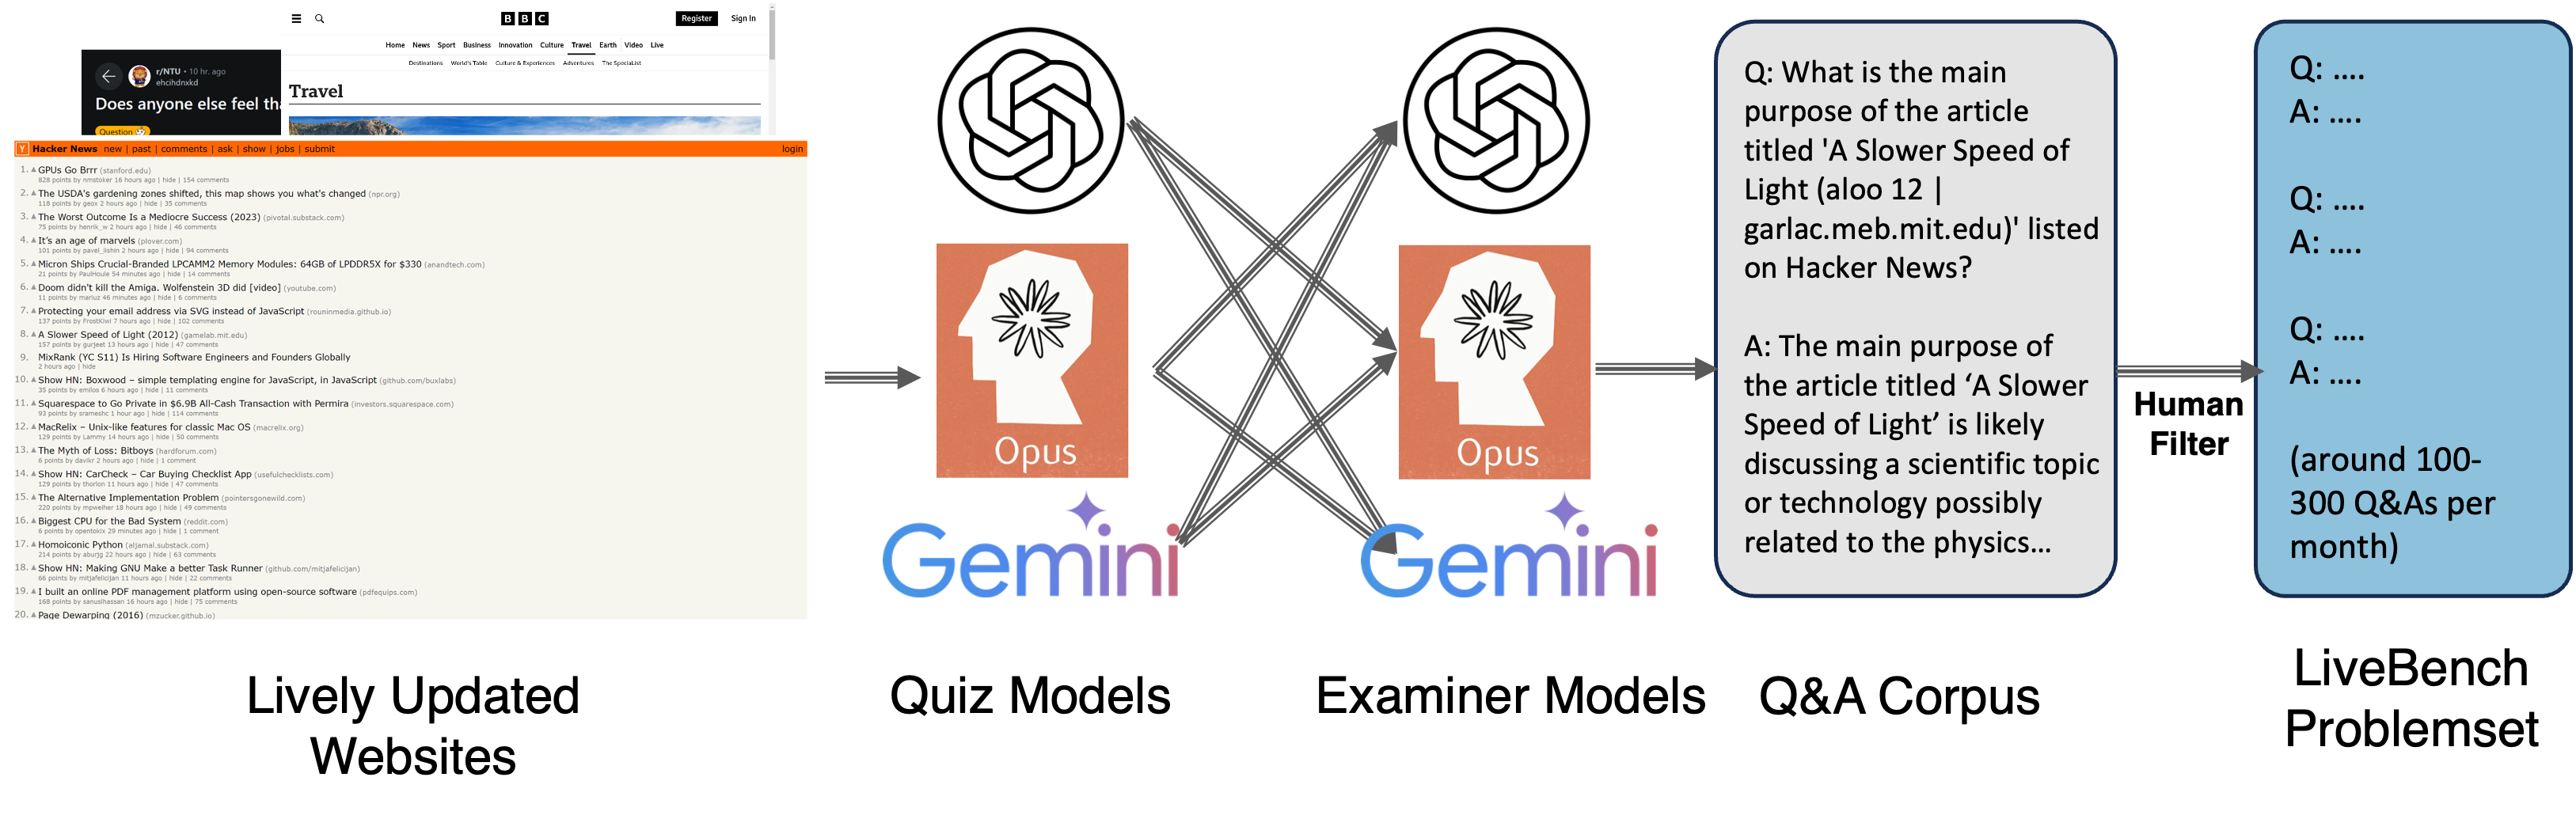 BBC
Register
Sign In
Home News Sport Business Innovation Culture Travel Earth Video Live
Destinations World's Table Culture & Experiences Adventures The SpeciaList
Travel
r/NTU • 10 hr. ago
ehcihdnxkd
Does anyone else feel tha
Question
Y Hacker News new | past | comments | ask | show | jobs | submit
login
1. GPUs Go Brrr (stanford.edu)
828 points by nmstoker 16 hours ago | hide | 154 comments
2. The USDA's gardening zones shifted, this map shows you what's changed (npr.org)
118 points by geox 2 hours ago | hide | 35 comments
3. The Worst Outcome Is a Mediocre Success (2023) (pivotal.substack.com)
75 points by henrik_w 2 hours ago | hide | 46 comments
4. It's an age of marvels (plover.com)
101 points by pavel_lishin 2 hours ago | hide | 94 comments
5. Micron Ships Crucial-Branded LPCAMM2 Memory Modules: 64GB of LPDDR5X for $330 (anandtech.com)
21 points by PaulHoule 54 minutes ago | hide | 14 comments
6. Doom didn't kill the Amiga. Wolfenstein 3D did [video] (youtube.com)
11 points by mariuz 46 minutes ago | hide | 6 comments
7. Protecting your email address via SVG instead of JavaScript (rouninmedia.github.io)
137 points by FrostKiwi 7 hours ago | hide | 102 comments
8. A Slower Speed of Light (2012) (gamelab.mit.edu)
157 points by gurjeet 13 hours ago | hide | 47 comments
9. MixRank (YC S11) Is Hiring Software Engineers and Founders Globally
2 hours ago | hide
10. Show HN: Boxwood – simple templating engine for JavaScript, in JavaScript (github.com/buxlabs)
35 points by emilos 6 hours ago | hide | 11 comments
11. Squarespace to Go Private in $6.9B All-Cash Transaction with Permira (investors.squarespace.com)
93 points by srameshc 1 hour ago | hide | 114 comments
12. MacRelix – Unix-like features for classic Mac OS (macrelix.org)
129 points by Lammy 14 hours ago | hide | 50 comments
13. The Myth of Loss: Bitboys (hardforum.com)
6 points by davikr 2 hours ago | hide | 1 comment
14. Show HN: CarCheck – Car Buying Checklist App (usefulchecklists.com)
129 points by thorlon 11 hours ago | hide | 47 comments
15. The Alternative Implementation Problem (pointersgonewild.com)
220 points by mpweiher 18 hours ago | hide | 49 comments
16. Biggest CPU for the Bad System (reddit.com)
6 points by opentokix 29 minutes ago | hide | 1 comment
17. Homoiconic Python (aljamal.substack.com)
214 points by aburjg 22 hours ago | hide | 63 comments
18. Show HN: Making GNU Make a better Task Runner (github.com/mitjafelicijan)
66 points by mitjafelicijan 11 hours ago | hide | 22 comments
19. I built an online PDF management platform using open-source software (pdfequips.com)
168 points by sanusihassan 16 hours ago | hide | 75 comments
20. Page Dewarping (2016) (mzucker.github.io)
Lively Updated
Websites
Opus
Gemini
Quiz Models
Opus
Gemini
Examiner Models
Q: What is the main
purpose of the article
titled 'A Slower Speed of
Light (aloo 12 |
garlac.meb.mit.edu)' listed
on Hacker News?
A: The main purpose of
the article titled ‘A Slower
Speed of Light’ is likely
discussing a scientific topic
or technology possibly
related to the physics...
Q&A Corpus
Human
Filter
Q: ....
A: ....
Q: ....
A: ....
Q: ....
A: ....
(around 100-
300 Q&As per
month)
LiveBench
Problemset